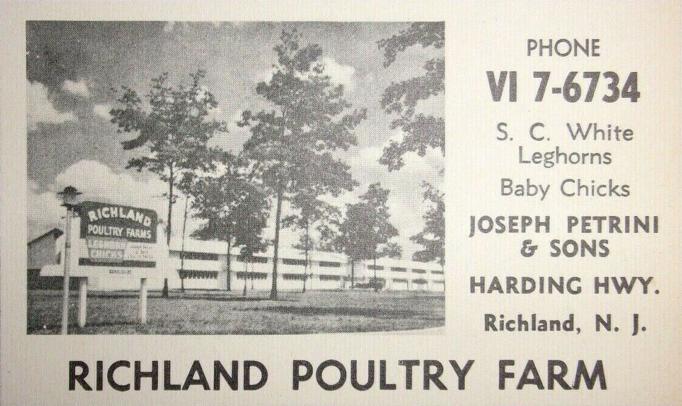 PHONE
VI 7-6734
S. C. White
Leghorns
Baby Chicks
JOSEPH PETRINI
& SONS
HARDING HWY.
Richland, N. J.
RICHLAND
POULTRY FARMS
LEGHORN
CHICKS
RICHLAND POULTRY FARM